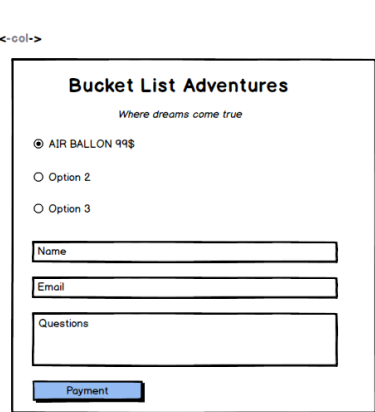 <-col->
Bucket List Adventures
Where dreams come true
AIR BALLON 99$
Option 2
Option 3
Name
Email
Questions
Payment